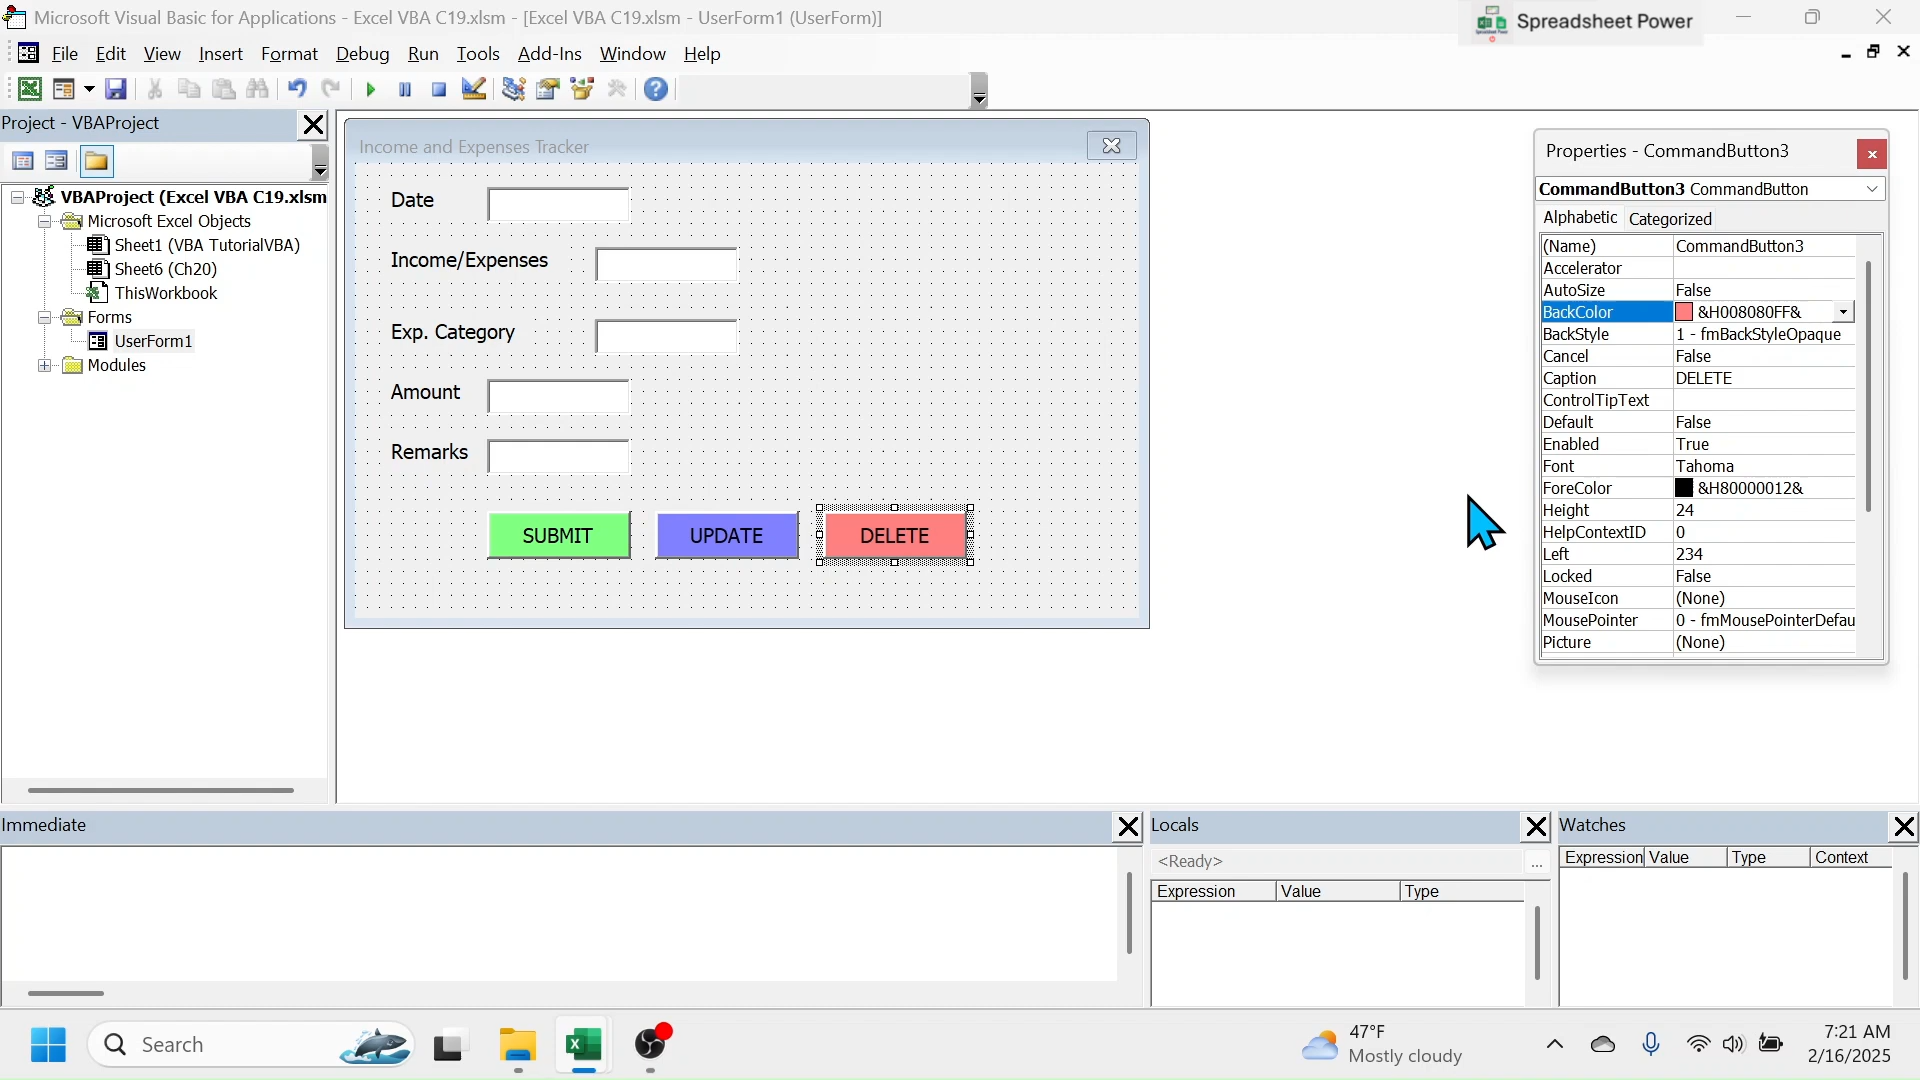 Microsoft Visual Basic for Applications - Excel VBA C19.xlsm - [Excel VBA C19.xlsm - UserForm1 (UserForm)]
Spreadsheet Power
File Edit View Insert Format Debug Run Tools Add-Ins Window Help
Project - VBAProject
VBAProject (Excel VBA C19.xlsm
Microsoft Excel Objects
Sheet1 (VBA TutorialVBA)
Sheet6 (Ch20)
ThisWorkbook
Forms
UserForm1
Modules
Income and Expenses Tracker
Date
Income/Expenses
Exp. Category
Amount
Remarks
SUBMIT UPDATE DELETE
Properties - CommandButton3
CommandButton3 CommandButton
Alphabetic Categorized
(Name) CommandButton3
Accelerator
AutoSize False
BackColor &H008080FF&
BackStyle 1 - fmBackStyleOpaque
Cancel False
Caption DELETE
ControlTipText
Default False
Enabled True
Font Tahoma
ForeColor &H80000012&
Height 24
HelpContextID 0
Left 234
Locked False
MouseIcon (None)
MousePointer 0 - fmMousePointerDefau
Picture (None)
Immediate
Locals
<Ready>
...
Expression Value Type
Watches
Expression Value Type Context
Search
47°F
Mostly cloudy
7:21 AM
2/16/2025